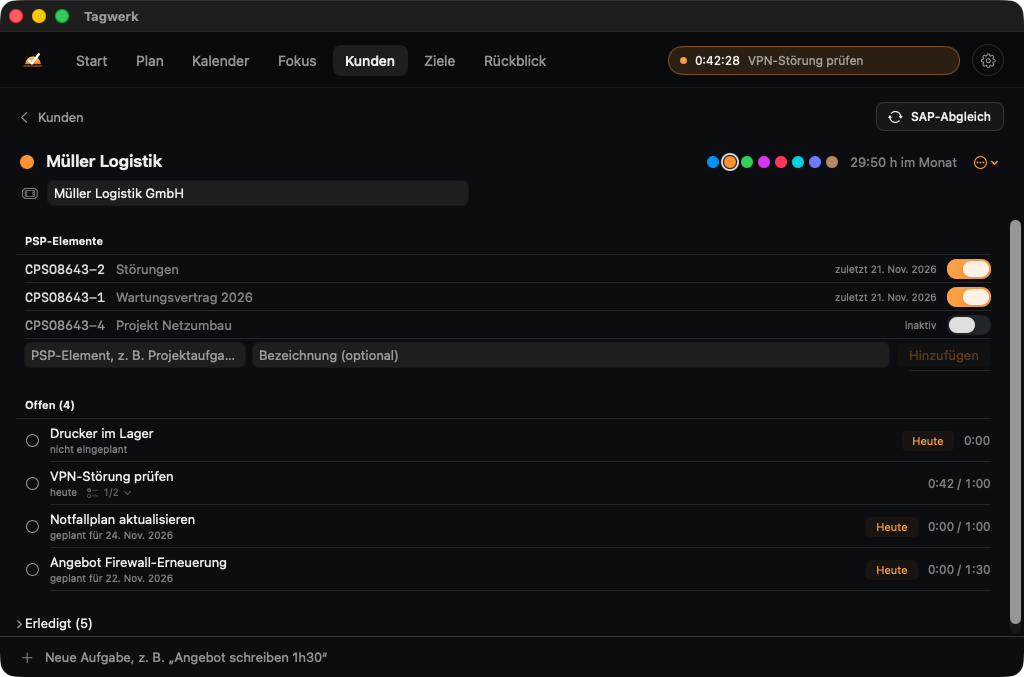 Tagwerk
Start Plan Kalender Fokus Kunden Ziele Rückblick 0:42:28 VPN-Störung prüfen
Kunden SAP-Abgleich
Müller Logistik 29:50 h im Monat
Müller Logistik GmbH
PSP-Elemente
CPSO8643–2 Störungen zuletzt 21. Nov. 2026
CPSO8643–1 Wartungsvertrag 2026 zuletzt 21. Nov. 2026
CPSO8643–4 Projekt Netzumbau inaktiv
PSP-Element, z. B. Projektaufga... Bezeichnung (optional) Hinzufügen
Offen (4)
Drucker im Lager
nicht eingeplant Heute 0:00
VPN-Störung prüfen
heute 1/2 0:42 / 1:00
Notfallplan aktualisieren
geplant für 24. Nov. 2026 Heute 0:00 / 1:00
Angebot Firewall-Erneuerung
geplant für 22. Nov. 2026 Heute 0:00 / 1:30
Erledigt (5)
Neue Aufgabe, z. B. „Angebot schreiben 1h30“